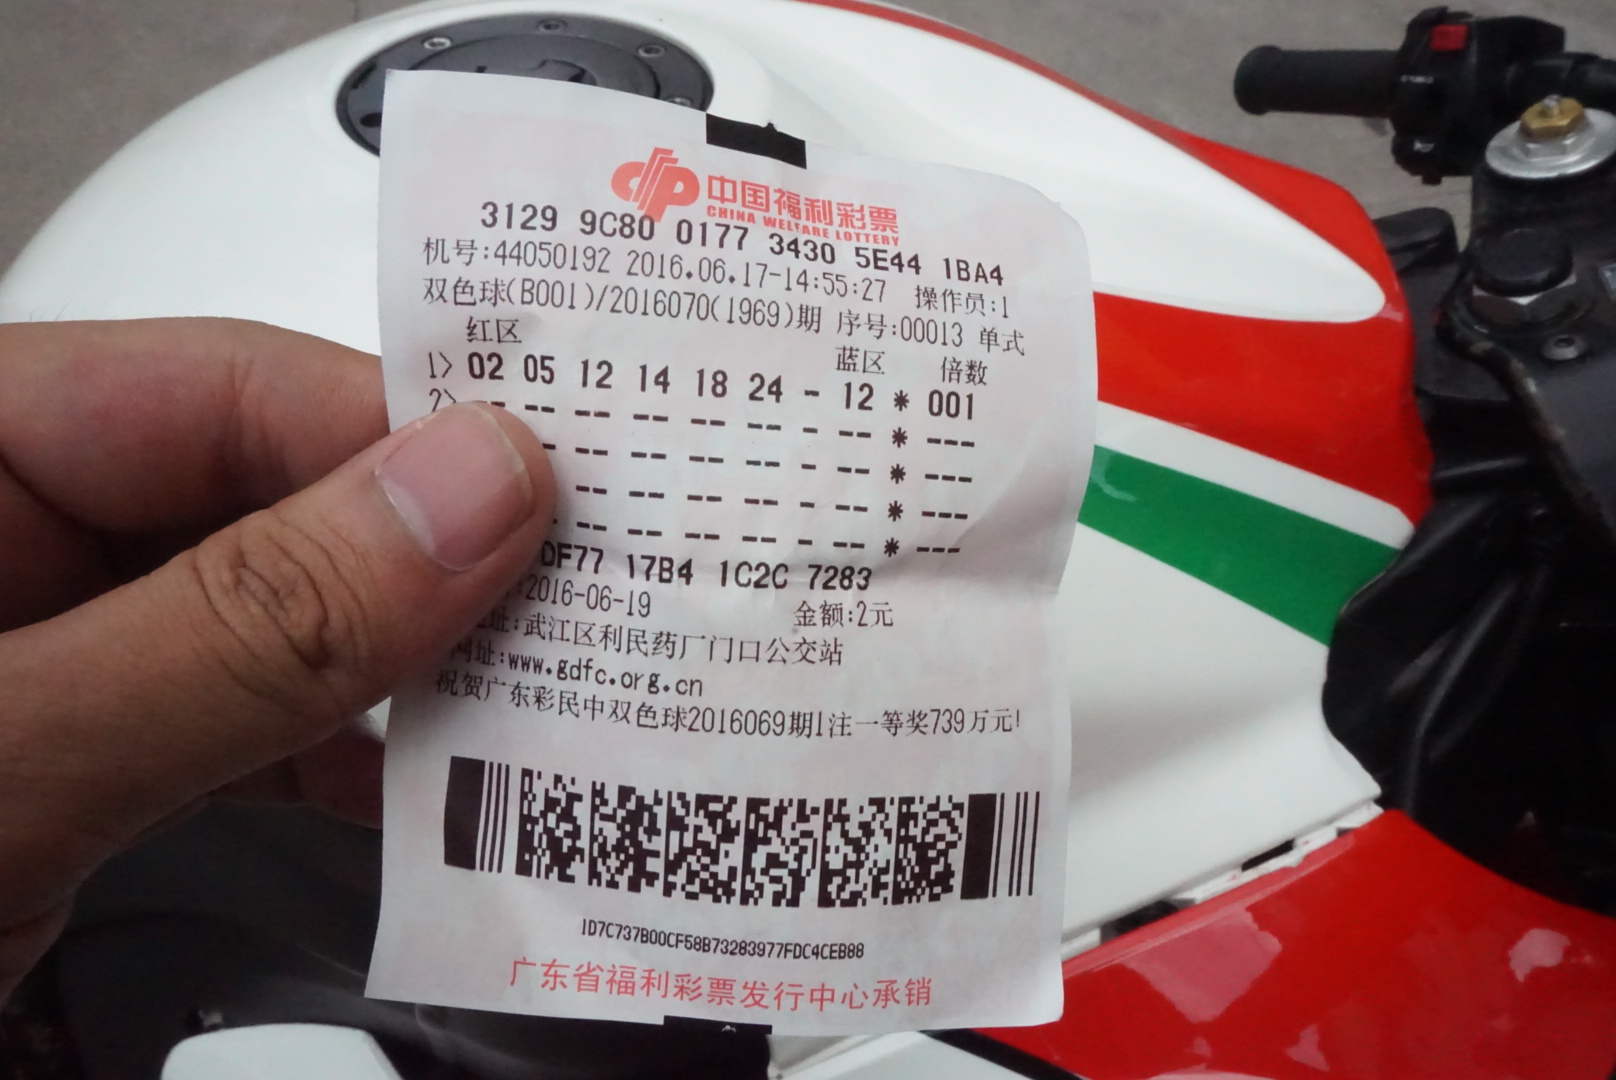 中国福利彩票
CHINA WELFARE LOTTERY
3129 9C80 0177 3430 5E44 1BA4
机号:44050192 2016.06.17-14:55:27 操作员:1
双色球(B001)/2016070(1969)期 序号:00013 单式
红区 蓝区 倍数
1> 02 05 12 14 18 24 - 12 * 001
2> -- -- -- -- -- -- - -- * ---
-- -- -- -- - -- * ---
-- -- -- -- - -- * ---
-- -- -- -- - -- * ---
DF77 17B4 1C2C 7283
:2016-06-19 金额:2元
址:武江区利民药厂门口公交站
网址:www.gdfc.org.cn
祝贺广东彩民中双色球2016069期1注一等奖739万元!
1D7C737B00CF58B73283977FDC4CEB88
广东省福利彩票发行中心承销